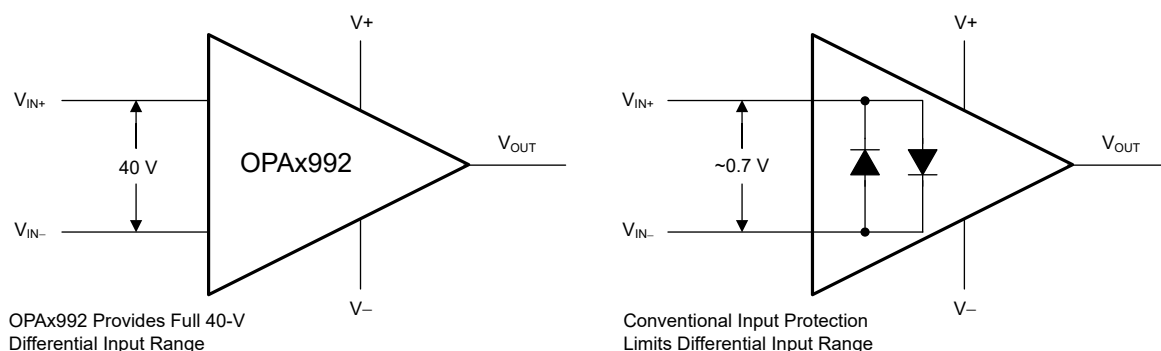 V+
VIN+
40 V
OPAx992
VOUT
VIN–
V–
OPAx992 Provides Full 40-V
Differential Input Range
V+
VIN+
~0.7 V
VOUT
VIN–
V–
Conventional Input Protection
Limits Differential Input Range